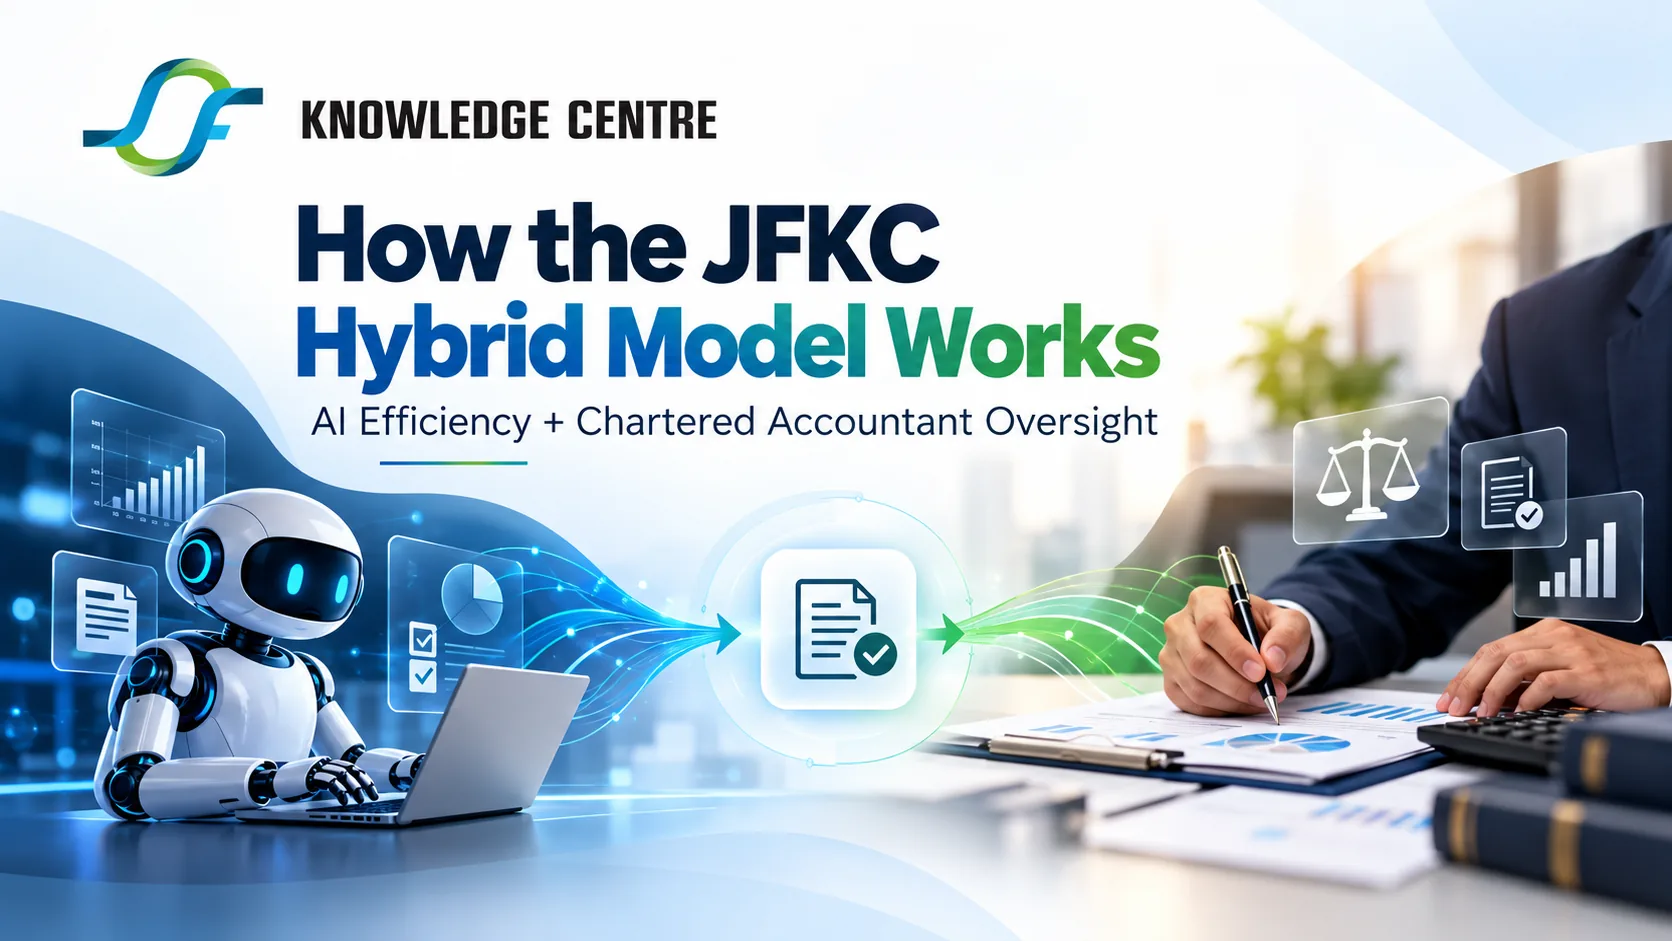 KNOWLEDGE CENTRE
How the JFKC
Hybrid Model Works
AI Efficiency + Chartered Accountant Oversight